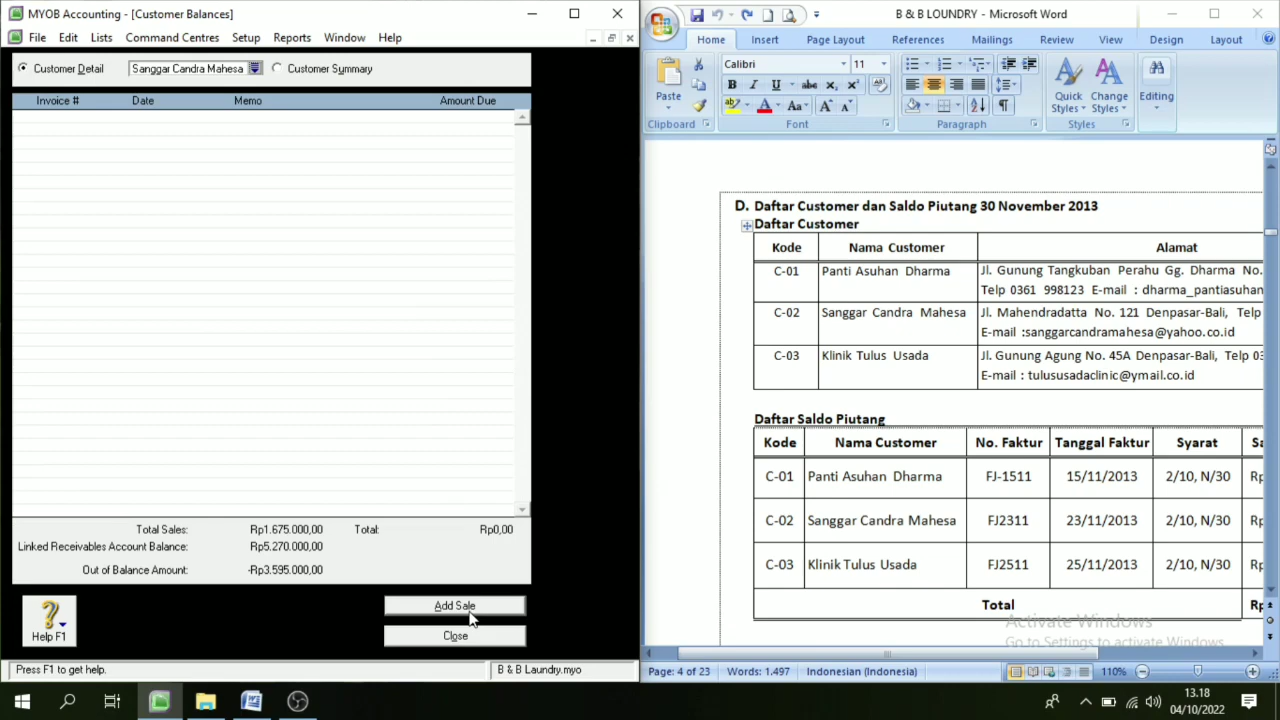 MYOB Accounting - [Customer Balances]
File Edit Lists Command Centres Setup Reports Window Help
Customer Detail Sanggar Candra Mahesa Customer Summary
Invoice # Date Memo Amount Due
Total Sales: Rp1.675.000,00 Total: Rp0,00
Linked Receivables Account Balance: Rp5.270.000,00
Out of Balance Amount: -Rp3.595.000,00
Add Sale
Close
Help F1
Press F1 to get help. B & B Laundry.myo
B & B LOUNDRY - Microsoft Word
Home Insert Page Layout References Mailings Review View Design Layout
Calibri 11
Paste
Quick Styles
Change Styles
Editing
Clipboard Font Paragraph Styles
D. Daftar Customer dan Saldo Piutang 30 November 2013
Daftar Customer
Kode Nama Customer Alamat
C-01 Panti Asuhan Dharma Jl. Gunung Tangkuban Perahu Gg. Dharma No.
Telp 0361 998123 E-mail : dharma_pantiasuhan
C-02 Sanggar Candra Mahesa Jl. Mahendradatta No. 121 Denpasar-Bali, Telp
E-mail :sanggarcandramahesa@yahoo.co.id
C-03 Klinik Tulus Usada Jl. Gunung Agung No. 45A Denpasar-Bali, Telp 03
E-mail : tulususadaclinic@ymail.co.id
Daftar Saldo Piutang
Kode Nama Customer No. Faktur Tanggal Faktur Syarat Sa
C-01 Panti Asuhan Dharma FJ-1511 15/11/2013 2/10, N/30 Rp
C-02 Sanggar Candra Mahesa FJ2311 23/11/2013 2/10, N/30 Rp
C-03 Klinik Tulus Usada FJ2511 25/11/2013 2/10, N/30 Rp
Total Rp
Activate Windows
Go to Settings to activate Windows.
Page: 4 of 23 Words: 1.497 Indonesian (Indonesia) 110%
13.18
04/10/2022